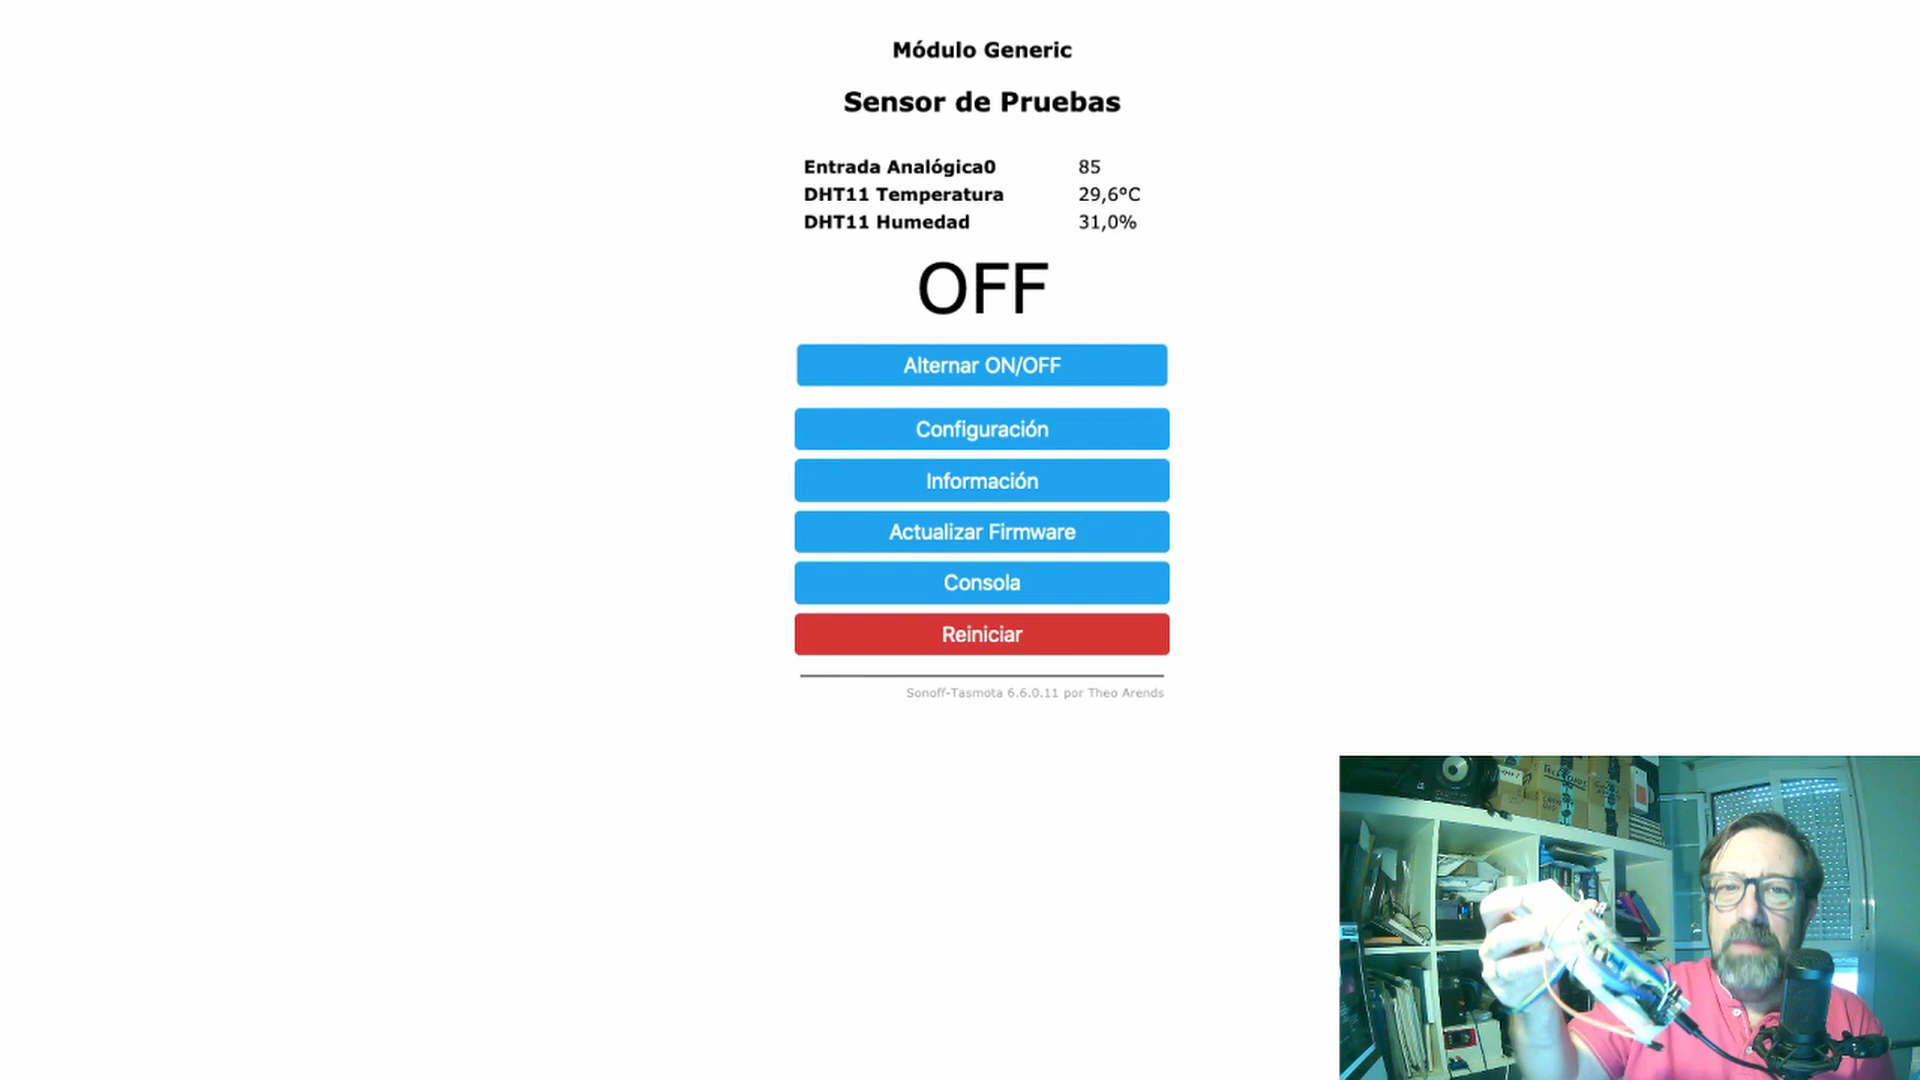 Módulo Generic
Sensor de Pruebas
Entrada Analógica0 85
DHT11 Temperatura 29,6°C
DHT11 Humedad 31,0%
OFF
Alternar ON/OFF
Configuración
Información
Actualizar Firmware
Consola
Reiniciar
Sonoff-Tasmota 6.6.0.11 por Theo Arends